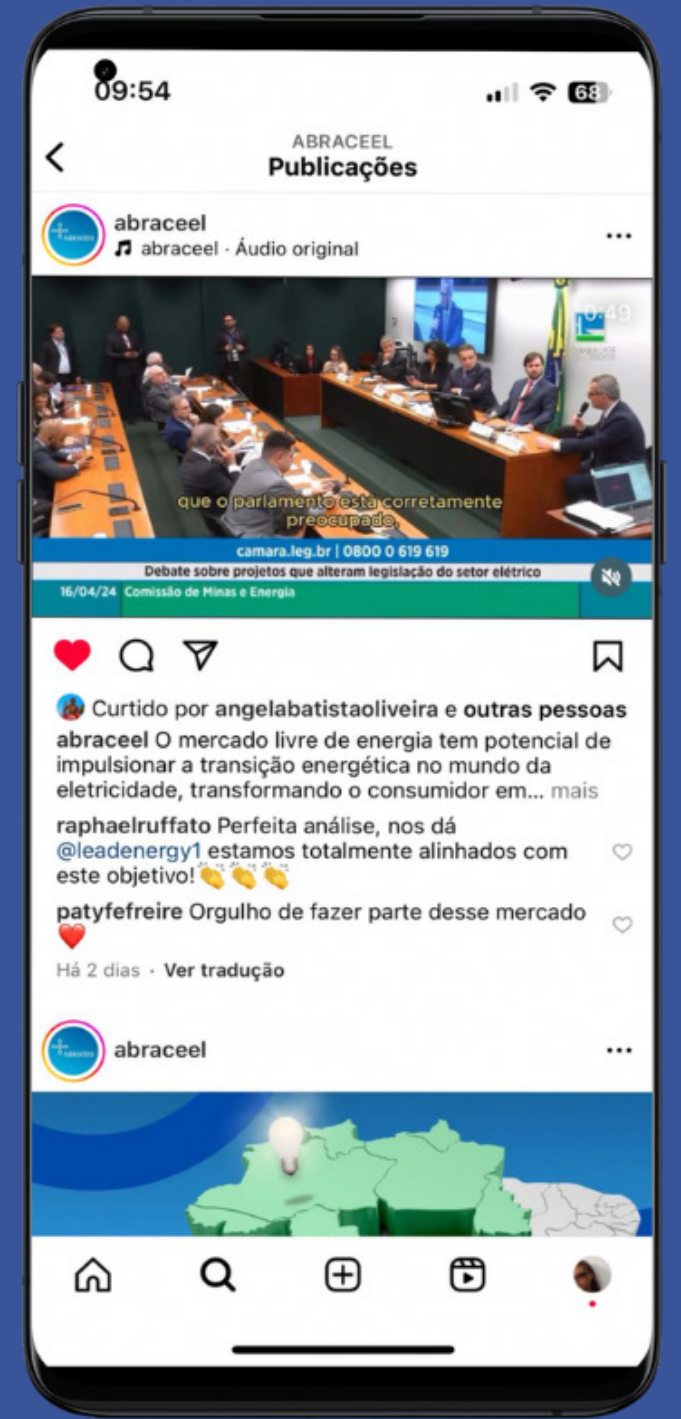 09:54
68
ABRACEEL
Publicações
abraceel
abraceel · Áudio original
0:49
que o parlamento está corretamente
preocupado,
camara.leg.br | 0800 0 619 619
Debate sobre projetos que alteram legislação do setor elétrico
16/04/24 Comissão de Minas e Energia
Curtido por angelabatistaoliveira e outras pessoas
abraceel O mercado livre de energia tem potencial de
impulsionar a transição energética no mundo da
eletricidade, transformando o consumidor em... mais
raphaelruffato Perfeita análise, nos dá
@leadenergy1 estamos totalmente alinhados com
este objetivo!👏👏👏
patyfefreire Orgulho de fazer parte desse mercado
❤️
Há 2 dias · Ver tradução
abraceel